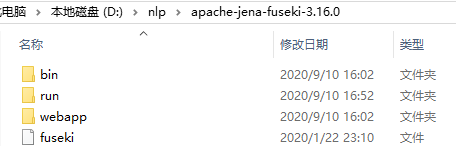 电脑 › 本地磁盘 (D:) › nlp › apache-jena-fuseki-3.16.0
名称 修改日期 类型
bin 2020/9/10 16:02 文件夹
run 2020/9/10 16:52 文件夹
webapp 2020/9/10 16:02 文件夹
fuseki 2020/1/22 23:10 文件